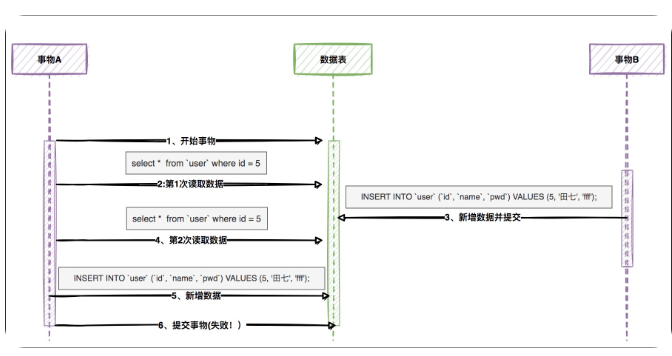 事物A
数据表
事物B
1、开始事物
select * from `user` where id = 5
2:第1次读取数据
INSERT INTO `user` (`id`, `name`, `pwd`) VALUES (5, '田七', 'fff');
3、新增数据并提交
select * from `user` where id = 5
4、第2次读取数据
INSERT INTO `user` (`id`, `name`, `pwd`) VALUES (5, '田七', 'fff');
5、新增数据
6、提交事物(失败！)